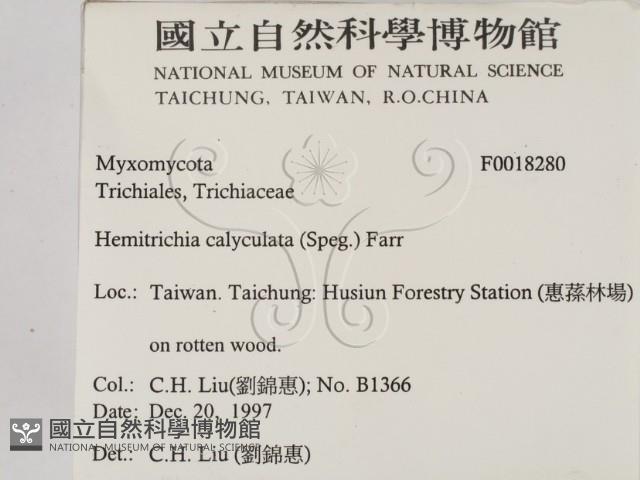 國立自然科學博物館
NATIONAL MUSEUM OF NATURAL SCIENCE
TAICHUNG, TAIWAN, R.O.CHINA
Myxomycota F0018280
Trichiales, Trichiaceae
Hemitrichia calyculata (Speg.) Farr
Loc.: Taiwan. Taichung: Husiun Forestry Station (惠蓀林場)
on rotten wood.
Col.: C.H. Liu(劉錦惠); No. B1366
Date: Dec. 20, 1997
國立自然科學博物館
NATIONAL MUSEUM OF NATURAL SCIENCE
Det.: C.H. Liu (劉錦惠)